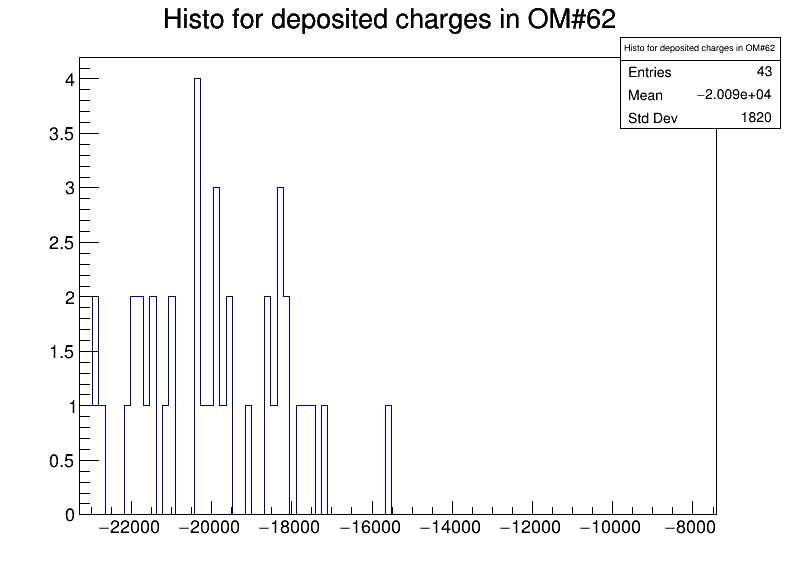 Histo for deposited charges in OM#62
Histo for deposited charges in OM#62
Entries 43
Mean −2.009e+04
Std Dev 1820
4
3.5
3
2.5
2
1.5
1
0.5
0
−22000 −20000 −18000 −16000 −14000 −12000 −10000 −8000